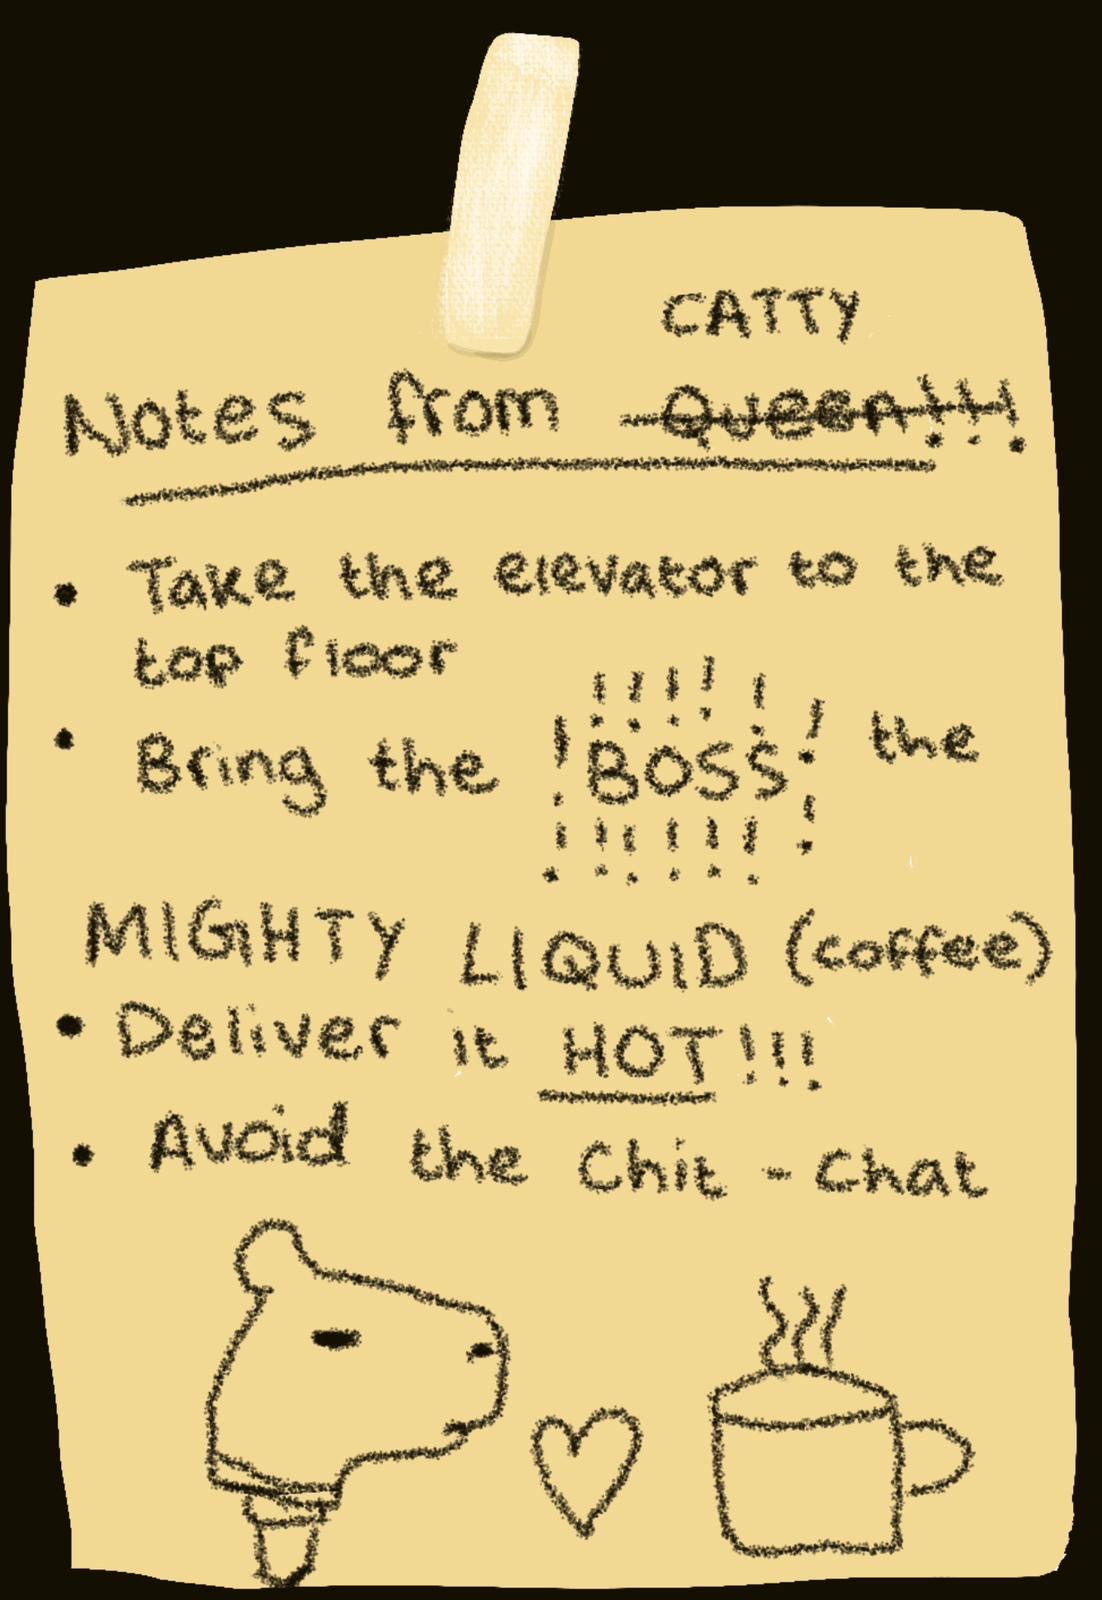 CATTY
Notes from Queen!!!
• Take the elevator to the
top floor
!!!!!
• Bring the ! BOSS ! the
!!!!!!!
MIGHTY LIQUID (coffee)
• Deliver it HOT!!!
• Avoid the Chit - Chat